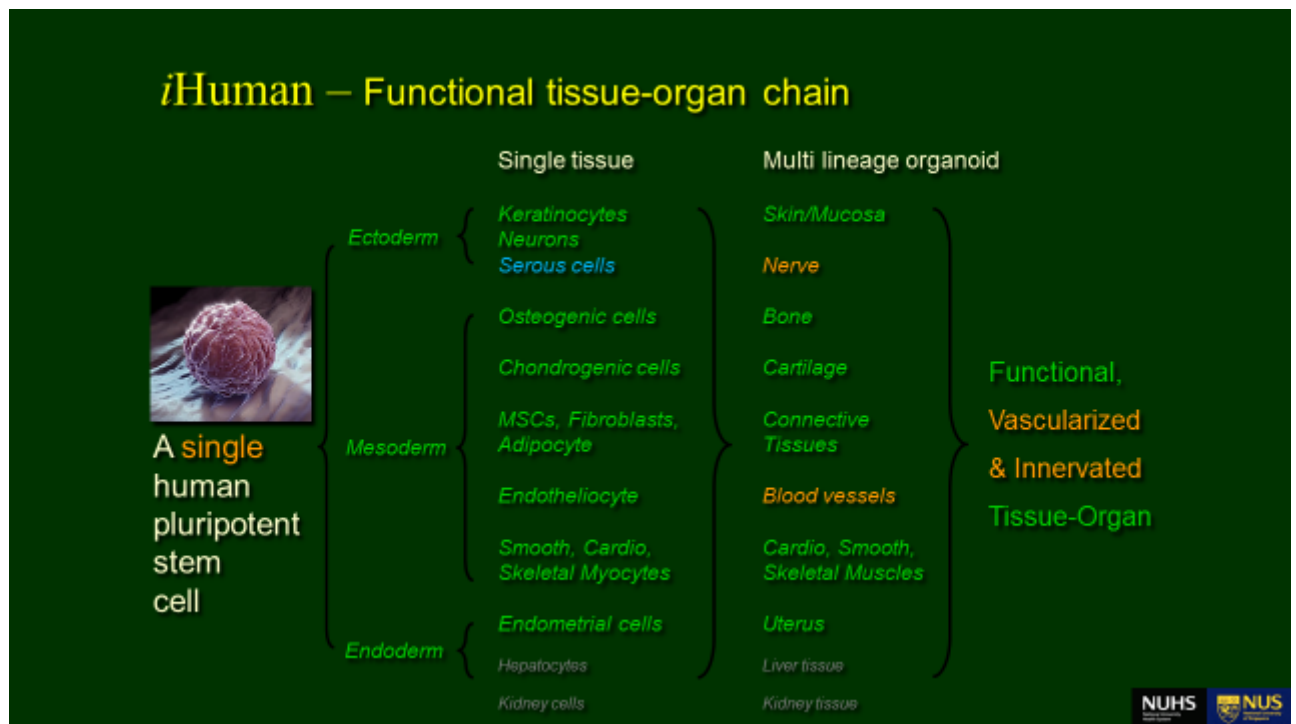 iHuman – Functional tissue-organ chain
Single tissue
Multi lineage organoid
Ectoderm
Keratinocytes
Neurons
Serous cells
Skin/Mucosa
Nerve
Osteogenic cells
Bone
Chondrogenic cells
Cartilage
Mesoderm
MSCs, Fibroblasts,
Adipocyte
Connective
Tissues
Endotheliocyte
Blood vessels
Smooth, Cardio,
Skeletal Myocytes
Cardio, Smooth,
Skeletal Muscles
Endoderm
Endometrial cells
Uterus
Hepatocytes
Liver tissue
Kidney cells
Kidney tissue
A single
human
pluripotent
stem
cell
Functional,
Vascularized
& Innervated
Tissue-Organ
NUHS
NUS